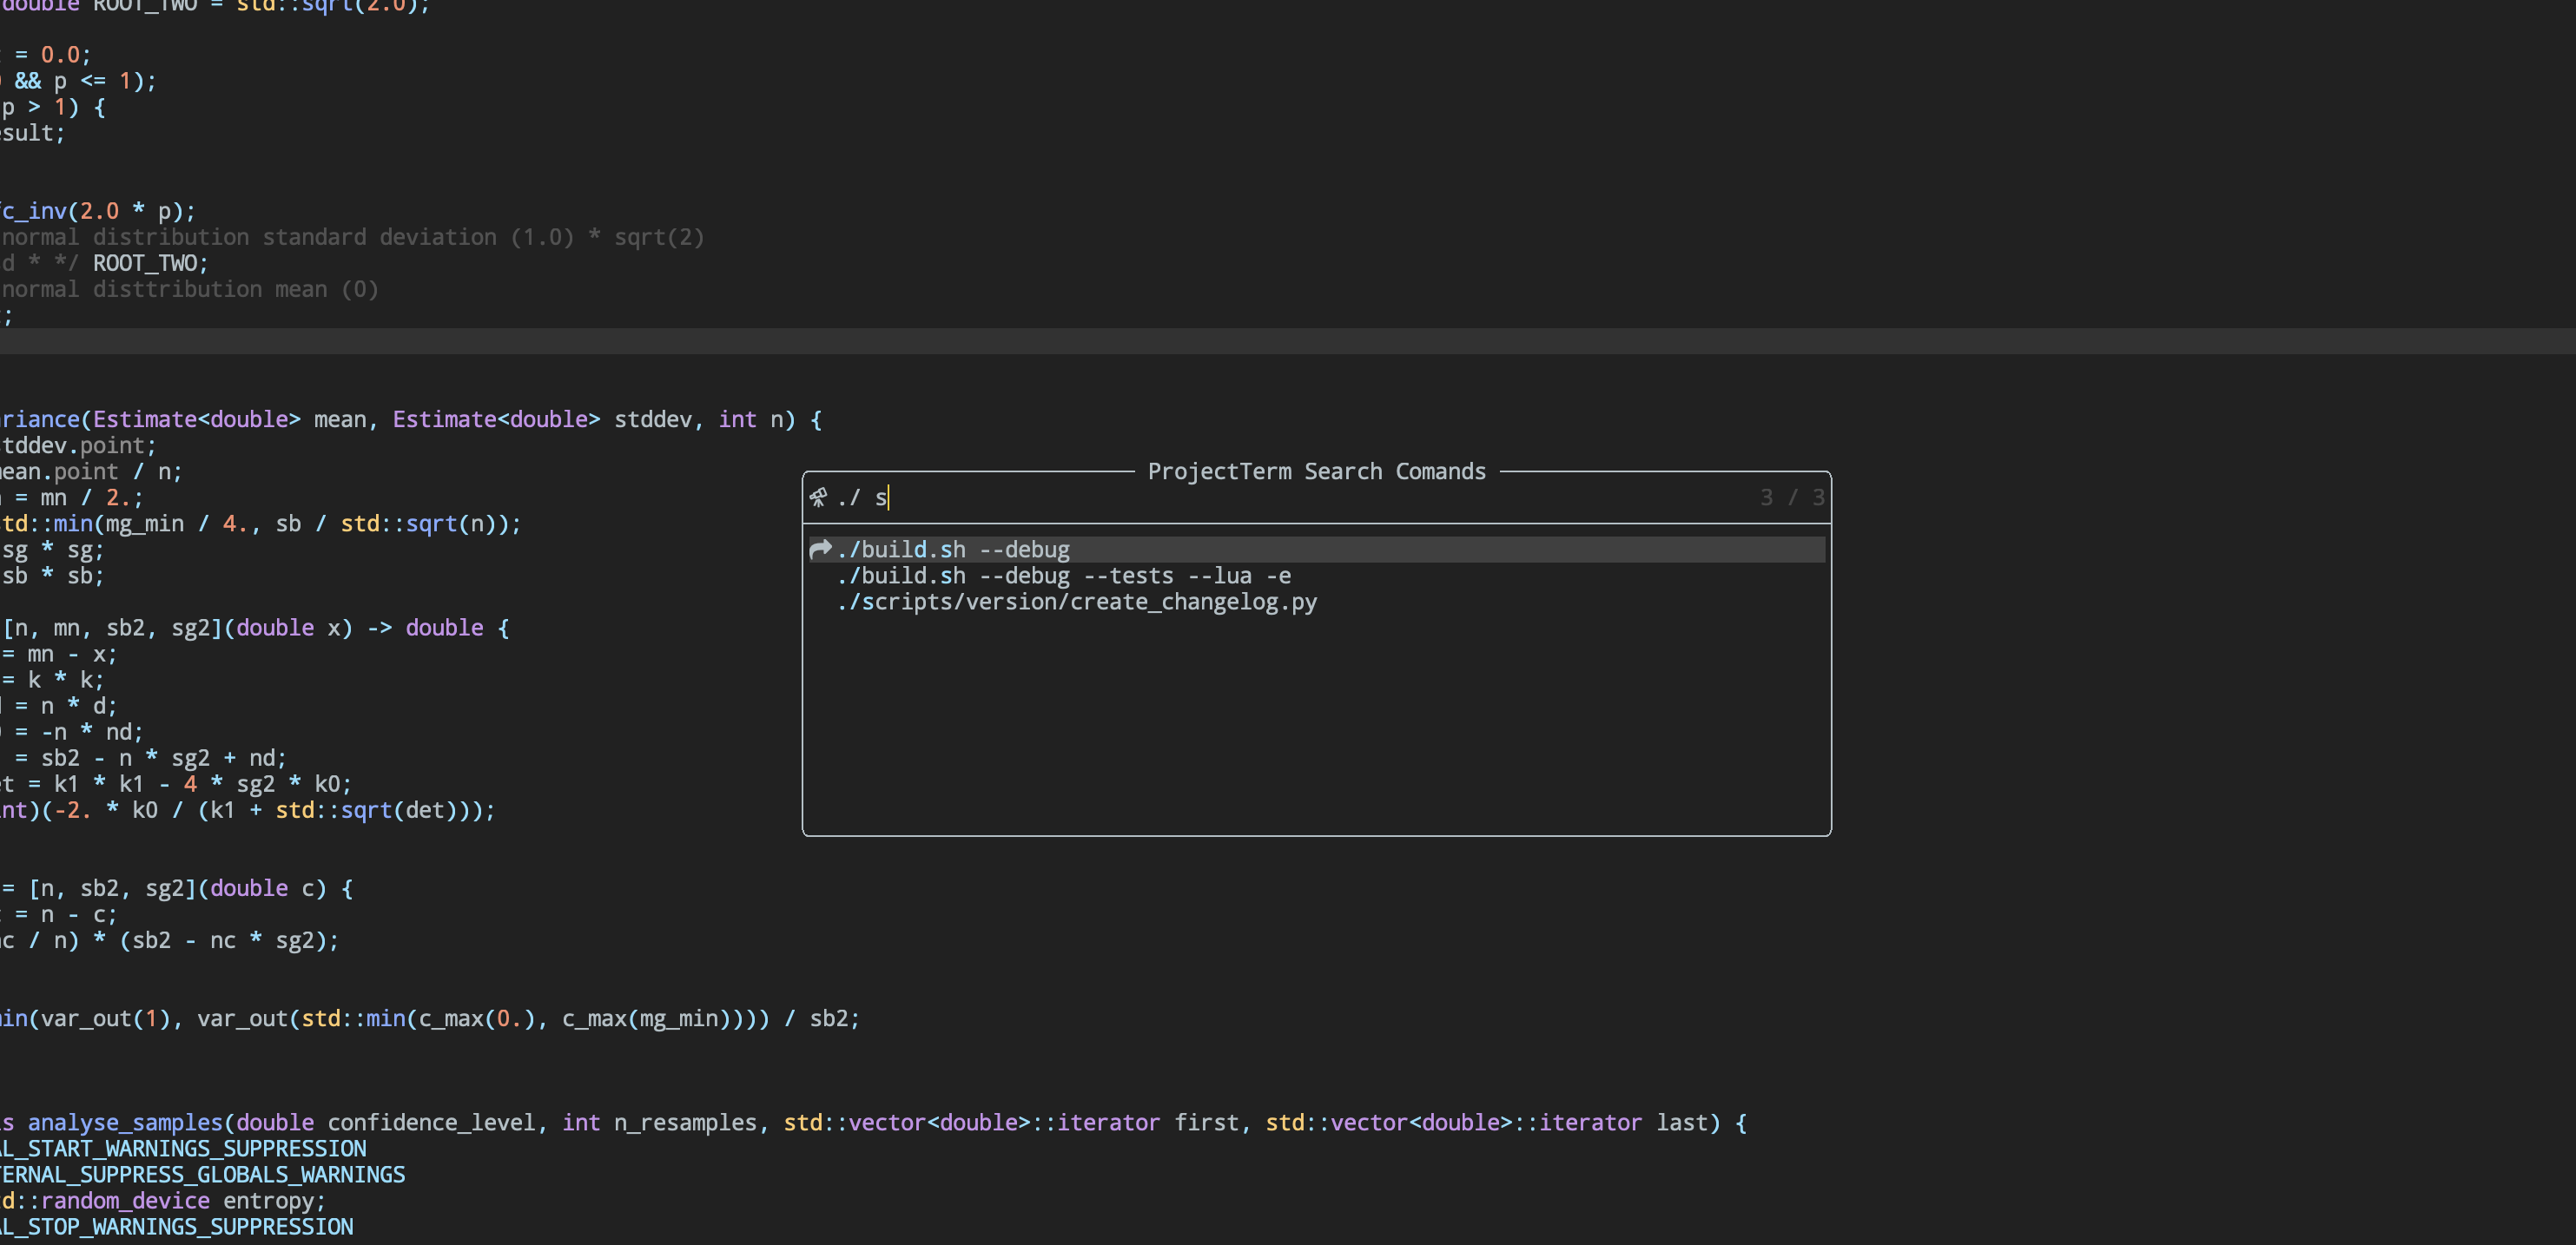 double ROOT_TWO = std::sqrt(2.0);
= 0.0;
&& p <= 1);
p > 1) {
esult;
c_inv(2.0 * p);
normal distribution standard deviation (1.0) * sqrt(2)
d * */ ROOT_TWO;
normal disttribution mean (0)
;
riance(Estimate<double> mean, Estimate<double> stddev, int n) {
tddev.point;
ean.point / n;
= mn / 2.;
td::min(mg_min / 4., sb / std::sqrt(n));
sg * sg;
sb * sb;
[n, mn, sb2, sg2](double x) -> double {
= mn - x;
= k * k;
= n * d;
= -n * nd;
= sb2 - n * sg2 + nd;
et = k1 * k1 - 4 * sg2 * k0;
nt)(-2. * k0 / (k1 + std::sqrt(det)));
= [n, sb2, sg2](double c) {
= n - c;
c / n) * (sb2 - nc * sg2);
in(var_out(1), var_out(std::min(c_max(0.), c_max(mg_min)))) / sb2;
s analyse_samples(double confidence_level, int n_resamples, std::vector<double>::iterator first, std::vector<double>::iterator last) {
AL_START_WARNINGS_SUPPRESSION
TERNAL_SUPPRESS_GLOBALS_WARNINGS
d::random_device entropy;
AL_STOP_WARNINGS_SUPPRESSION
ProjectTerm Search Comands
./ s 3 / 3
./build.sh --debug
./build.sh --debug --tests --lua -e
./scripts/version/create_changelog.py